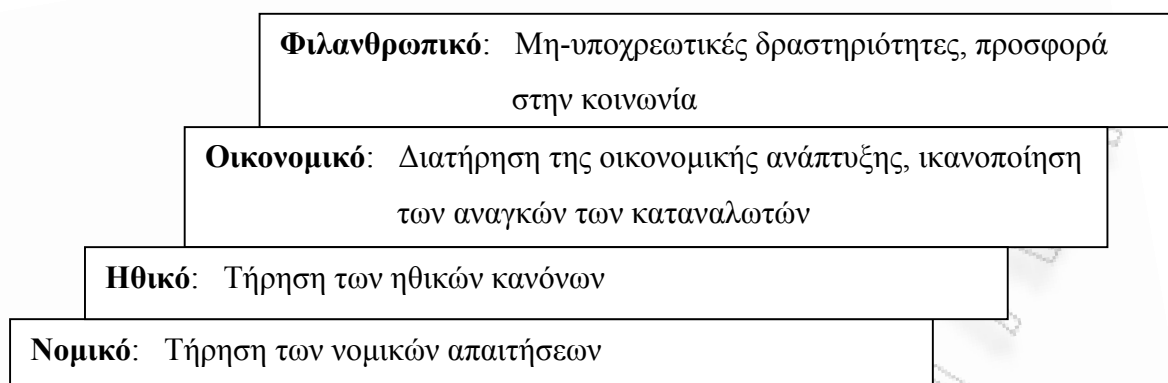 Φιλανθρωπικό: Μη-υποχρεωτικές δραστηριότητες, προσφορά
στην κοινωνία
Οικονομικό: Διατήρηση της οικονομικής ανάπτυξης, ικανοποίηση
των αναγκών των καταναλωτών
Ηθικό: Τήρηση των ηθικών κανόνων
Νομικό: Τήρηση των νομικών απαιτήσεων